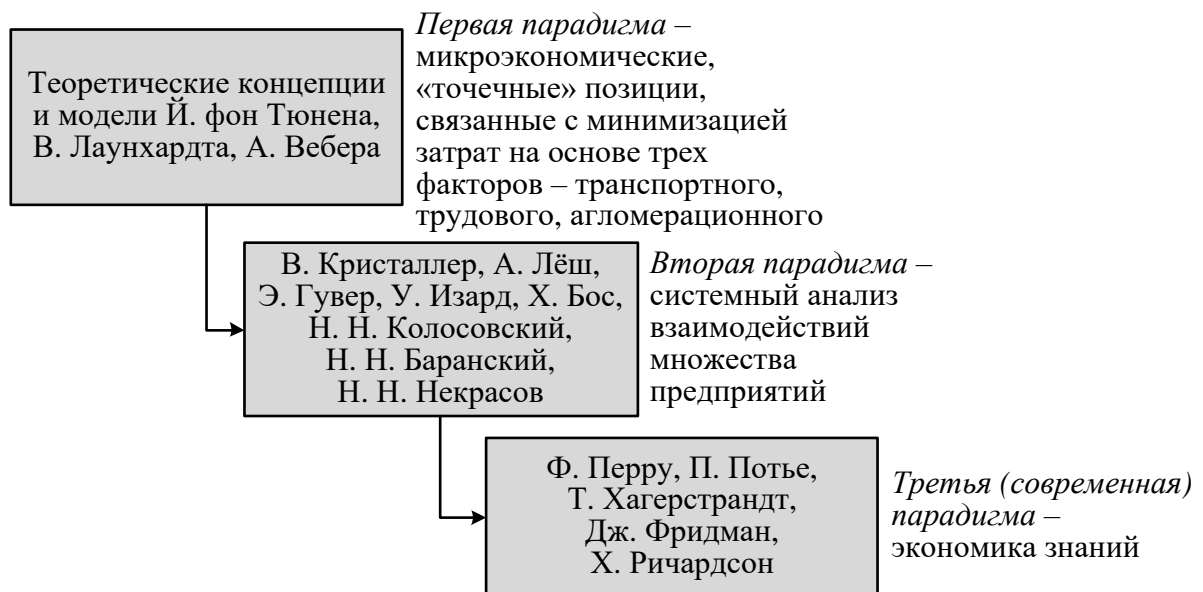 Теоретические концепции
и модели Й. фон Тюнена,
В. Лаунхардта, А. Вебера
Первая парадигма –
микроэкономические,
«точечные» позиции,
связанные с минимизацией
затрат на основе трех
факторов – транспортного,
трудового, агломерационного
В. Кристаллер, А. Лёш,
Э. Гувер, У. Изард, Х. Бос,
Н. Н. Колосовский,
Н. Н. Баранский,
Н. Н. Некрасов
Вторая парадигма –
системный анализ
взаимодействий
множества
предприятий
Ф. Перру, П. Потье,
Т. Хагерстрандт,
Дж. Фридман,
Х. Ричардсон
Третья (современная)
парадигма –
экономика знаний